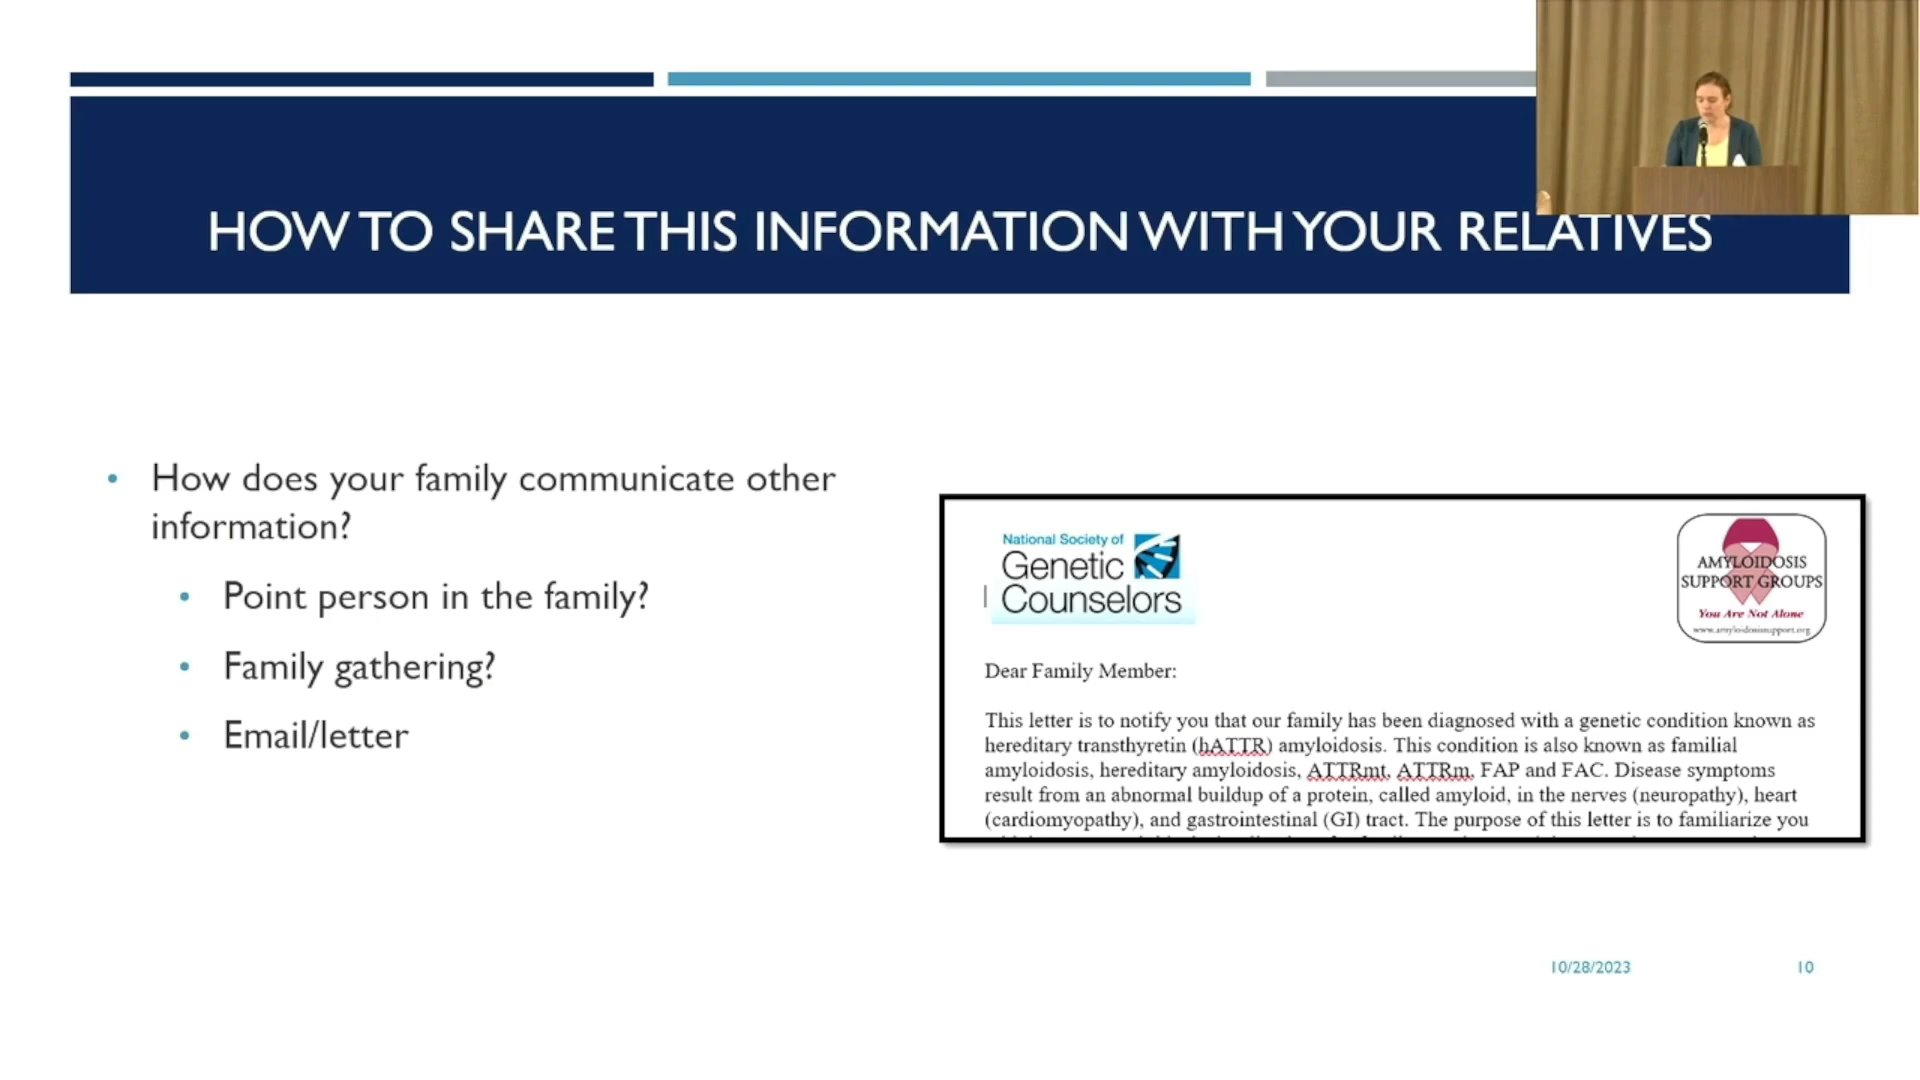 HOW TO SHARE THIS INFORMATION WITH YOUR RELATIVES
• How does your family communicate other
information?
• Point person in the family?
• Family gathering?
• Email/letter
National Society of
Genetic
Counselors
AMYLOIDOSIS
SUPPORT GROUPS
You Are Not Alone
www.amyloidosissupport.org
Dear Family Member:
This letter is to notify you that our family has been diagnosed with a genetic condition known as
hereditary transthyretin (hATTR) amyloidosis. This condition is also known as familial
amyloidosis, hereditary amyloidosis, ATTRmt, ATTRm, FAP and FAC. Disease symptoms
result from an abnormal buildup of a protein, called amyloid, in the nerves (neuropathy), heart
(cardiomyopathy), and gastrointestinal (GI) tract. The purpose of this letter is to familiarize you
10/28/2023
10